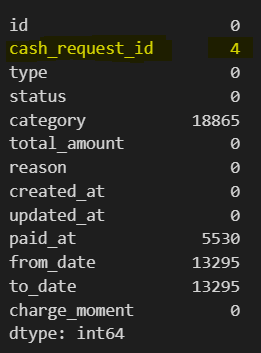 id 0
cash_request_id 4
type 0
status 0
category 18865
total_amount 0
reason 0
created_at 0
updated_at 0
paid_at 5530
from_date 13295
to_date 13295
charge_moment 0
dtype: int64